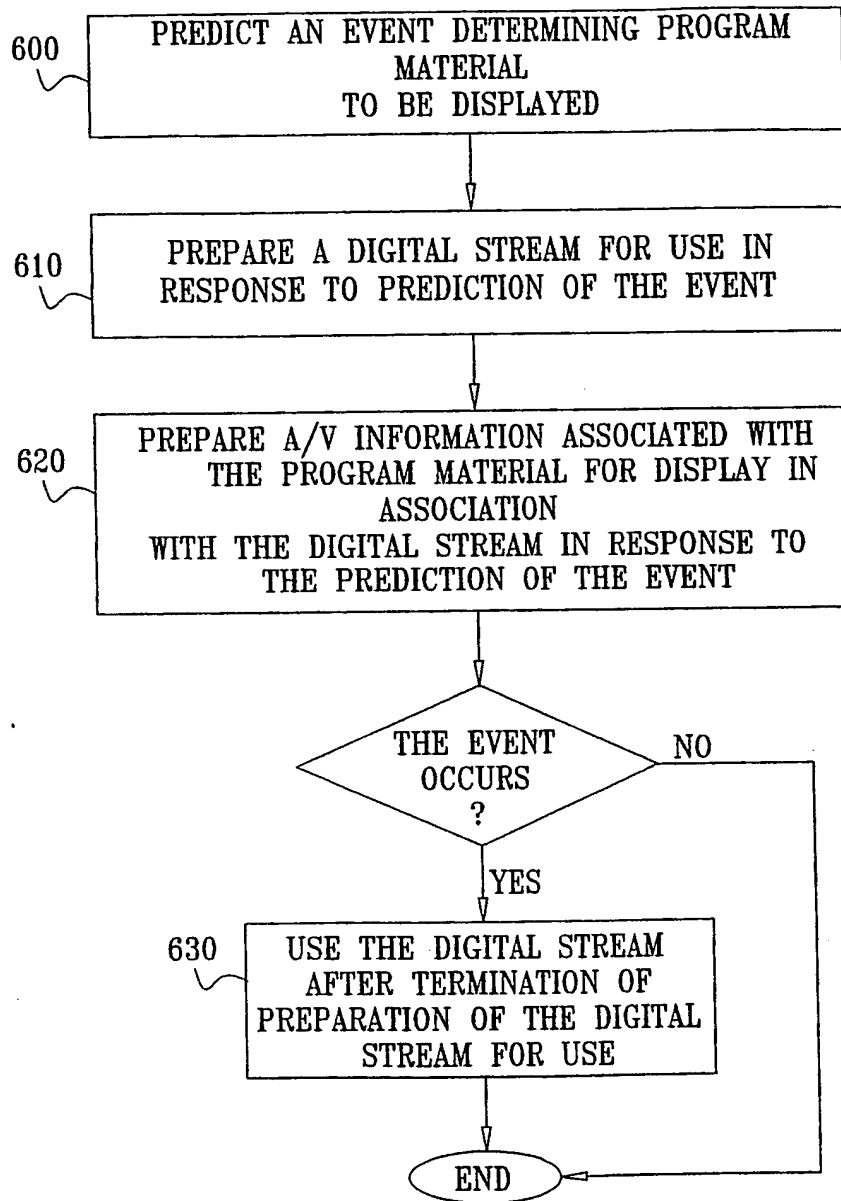 600
PREDICT AN EVENT DETERMINING PROGRAM
MATERIAL
TO BE DISPLAYED
610
PREPARE A DIGITAL STREAM FOR USE IN
RESPONSE TO PREDICTION OF THE EVENT
620
PREPARE A/V INFORMATION ASSOCIATED WITH
THE PROGRAM MATERIAL FOR DISPLAY IN
ASSOCIATION
WITH THE DIGITAL STREAM IN RESPONSE TO
THE PREDICTION OF THE EVENT
THE EVENT
OCCURS
?
NO
YES
630
USE THE DIGITAL STREAM
AFTER TERMINATION OF
PREPARATION OF THE DIGITAL
STREAM FOR USE
END